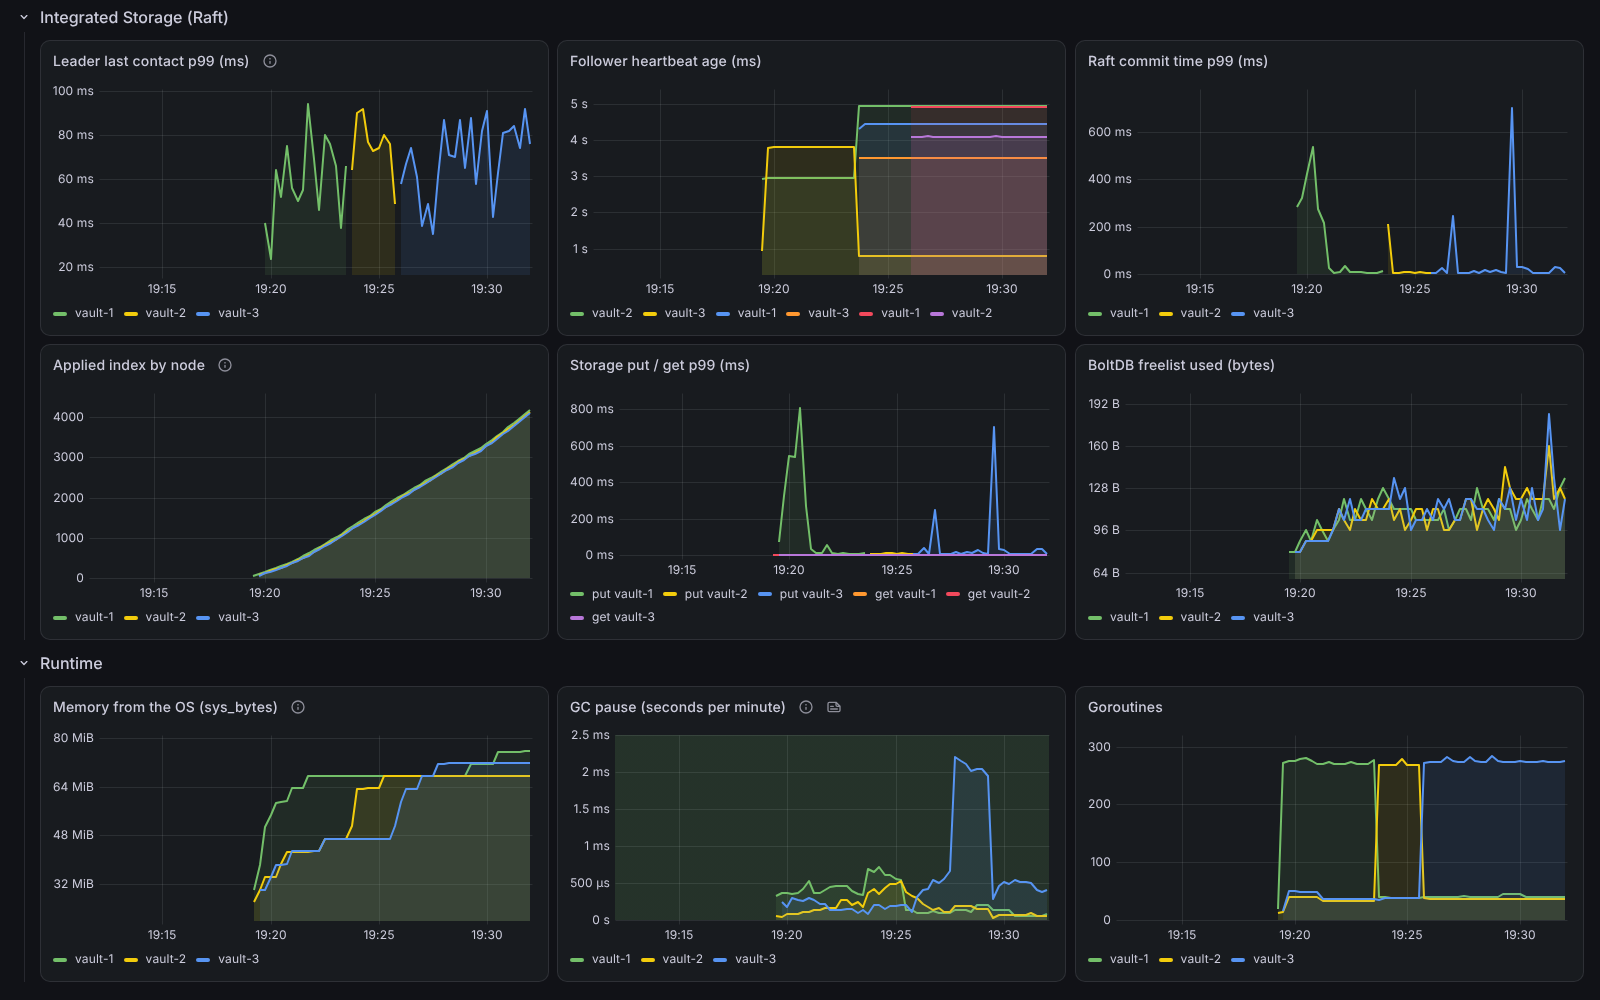 Integrated Storage (Raft)
Leader last contact p99 (ms)
100 ms
80 ms
60 ms
40 ms
20 ms
19:15 19:20 19:25 19:30
vault-1 vault-2 vault-3
Follower heartbeat age (ms)
5 s
4 s
3 s
2 s
1 s
19:15 19:20 19:25 19:30
vault-2 vault-3 vault-1 vault-3 vault-1 vault-2
Raft commit time p99 (ms)
600 ms
400 ms
200 ms
0 ms
19:15 19:20 19:25 19:30
vault-1 vault-2 vault-3
Applied index by node
4000
3000
2000
1000
0
19:15 19:20 19:25 19:30
vault-1 vault-2 vault-3
Storage put / get p99 (ms)
800 ms
600 ms
400 ms
200 ms
0 ms
19:15 19:20 19:25 19:30
put vault-1 put vault-2 put vault-3 get vault-1 get vault-2
get vault-3
BoltDB freelist used (bytes)
192 B
160 B
128 B
96 B
64 B
19:15 19:20 19:25 19:30
vault-1 vault-2 vault-3
Runtime
Memory from the OS (sys_bytes)
80 MiB
64 MiB
48 MiB
32 MiB
19:15 19:20 19:25 19:30
vault-1 vault-2 vault-3
GC pause (seconds per minute)
2.5 ms
2 ms
1.5 ms
1 ms
500 µs
0 s
19:15 19:20 19:25 19:30
vault-1 vault-2 vault-3
Goroutines
300
200
100
0
19:15 19:20 19:25 19:30
vault-1 vault-2 vault-3